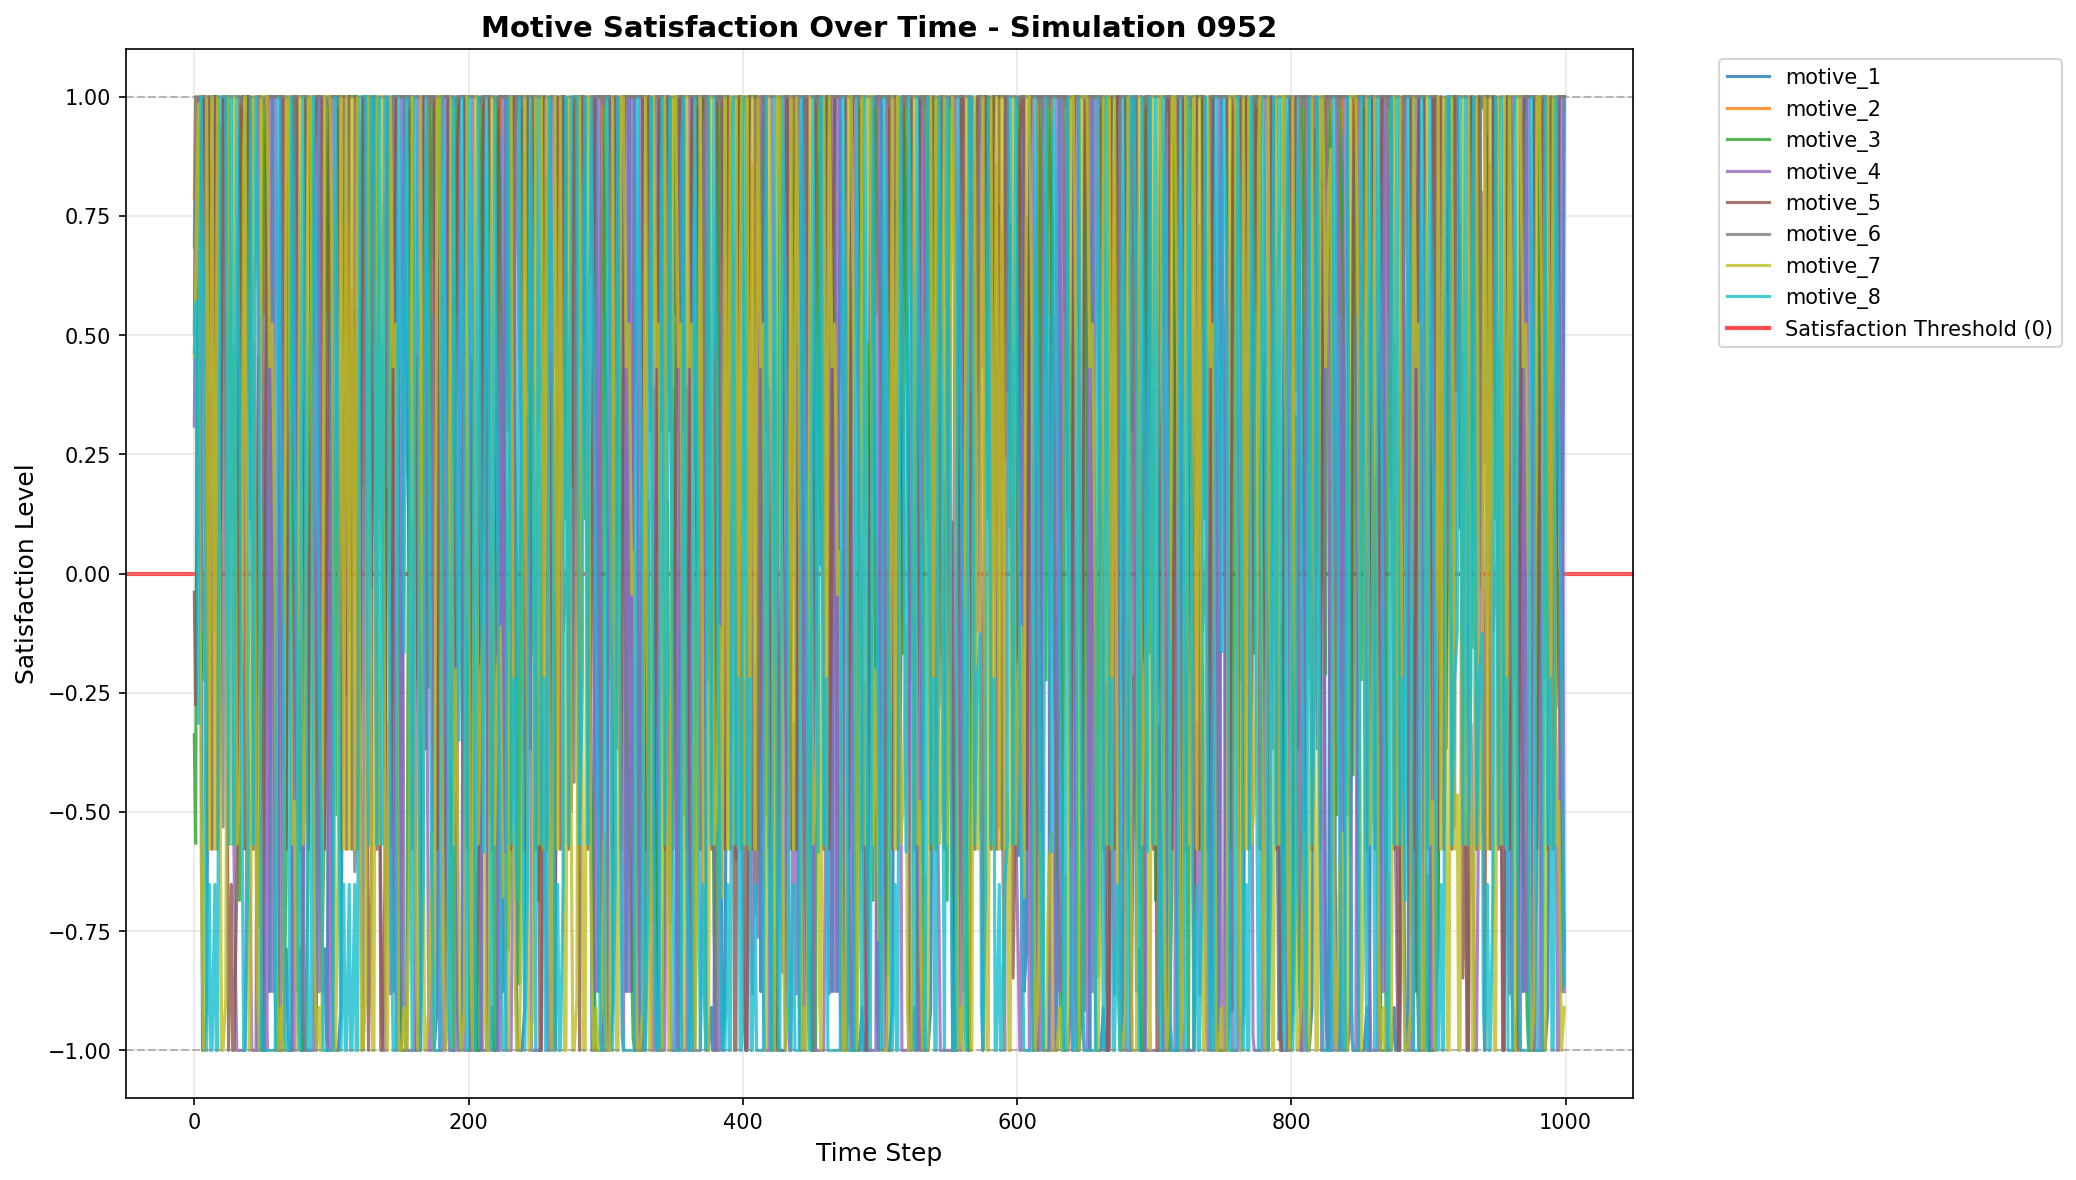 Motive Satisfaction Over Time - Simulation 0952
1.00
0.75
0.50
0.25
0.00
−0.25
−0.50
−0.75
−1.00
Satisfaction Level
0
200
400
600
800
1000
Time Step
motive_1
motive_2
motive_3
motive_4
motive_5
motive_6
motive_7
motive_8
Satisfaction Threshold (0)